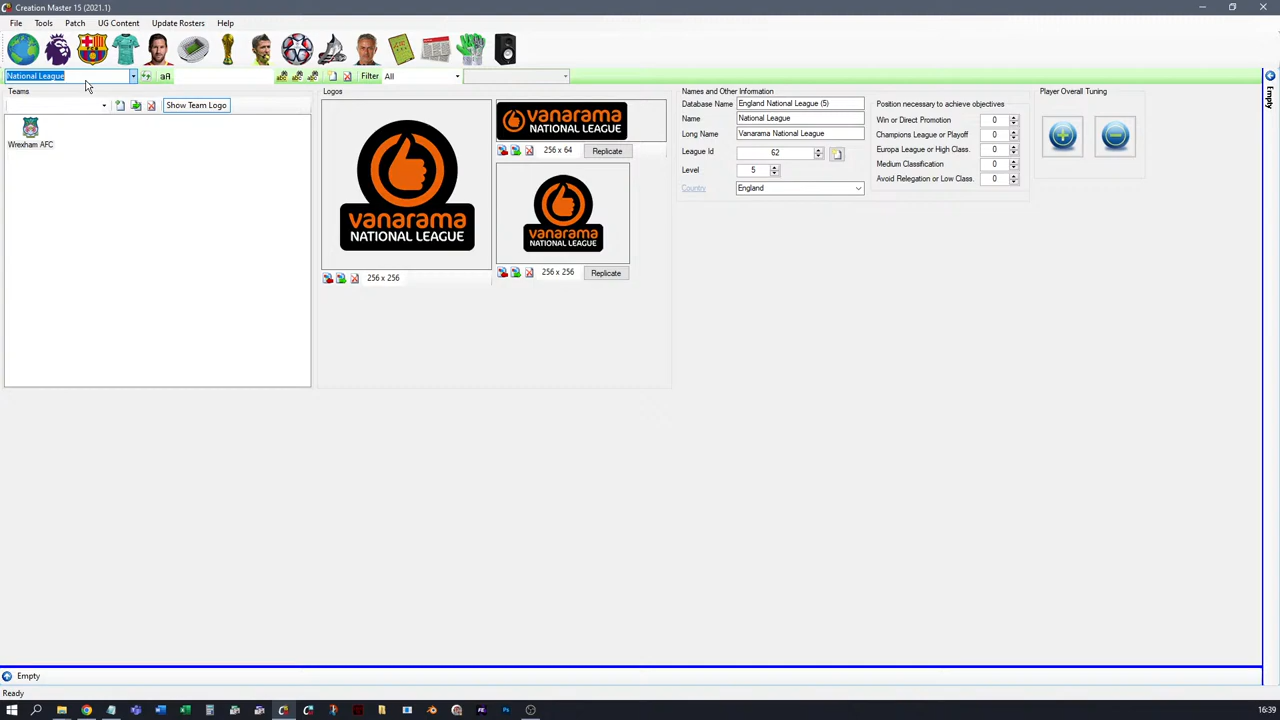 Creation Master 15 (2021.1)
File Tools Patch UG Content Update Rosters Help
National League
aA
Filter All
Teams
Show Team Logo
Wrexham AFC
Logos
vanarama
NATIONAL LEAGUE
256 x 256
vanarama
NATIONAL LEAGUE
256 x 64 Replicate
vanarama
NATIONAL LEAGUE
256 x 256 Replicate
Names and Other Information
Database Name England National League (5)
Name National League
Long Name Vanarama National League
League Id 62
Level 5
Country England
Position necessary to achieve objectives
Win or Direct Promotion 0
Champions League or Playoff 0
Europa League or High Class. 0
Medium Classification 0
Avoid Relegation or Low Class. 0
Player Overall Tuning
Empty
Empty
Ready
16:39